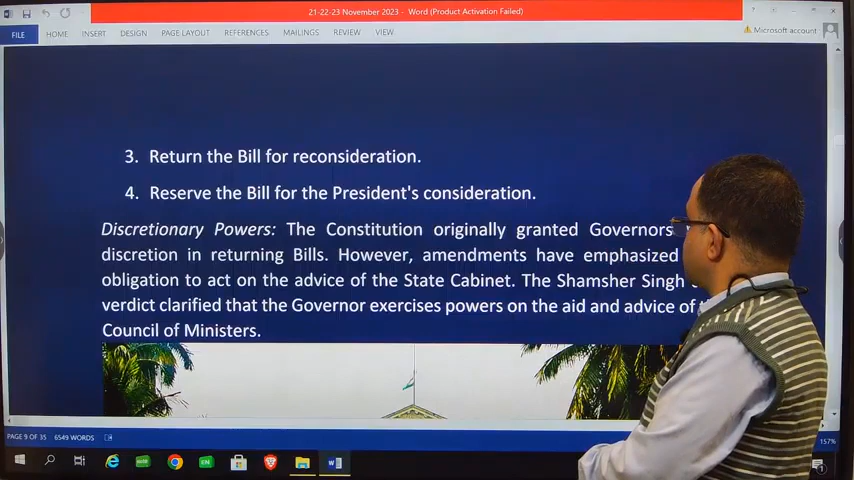 21-22-23 November 2023 - Word (Product Activation Failed)
FILE HOME INSERT DESIGN PAGE LAYOUT REFERENCES MAILINGS REVIEW VIEW Microsoft account
3. Return the Bill for reconsideration.
4. Reserve the Bill for the President's consideration.
Discretionary Powers: The Constitution originally granted Governors
discretion in returning Bills. However, amendments have emphasized
obligation to act on the advice of the State Cabinet. The Shamsher Singh
verdict clarified that the Governor exercises powers on the aid and advice of
Council of Ministers.
PAGE 9 OF 35 6549 WORDS 157%